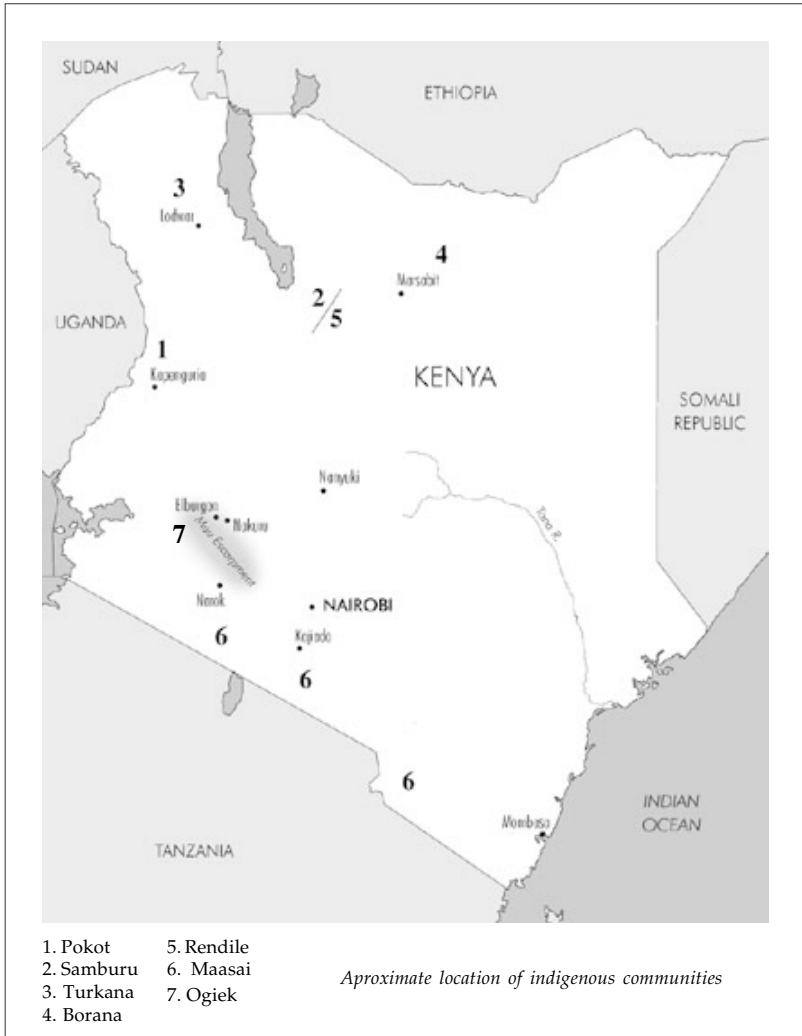 SUDAN
ETHIOPIA
3
Lodwar
4
Marsabit
2/5
UGANDA
1
Kapenguria
KENYA
SOMALI
REPUBLIC
Nanyuki
Elburgon
7
Nakuru
Mau Escarpment
Tana R.
Narok
NAIROBI
6
Kajiado
6
6
INDIAN
OCEAN
Mombasa
TANZANIA
1. Pokot
2. Samburu
3. Turkana
4. Borana
5. Rendile
6. Maasai
7. Ogiek
Aproximate location of indigenous communities